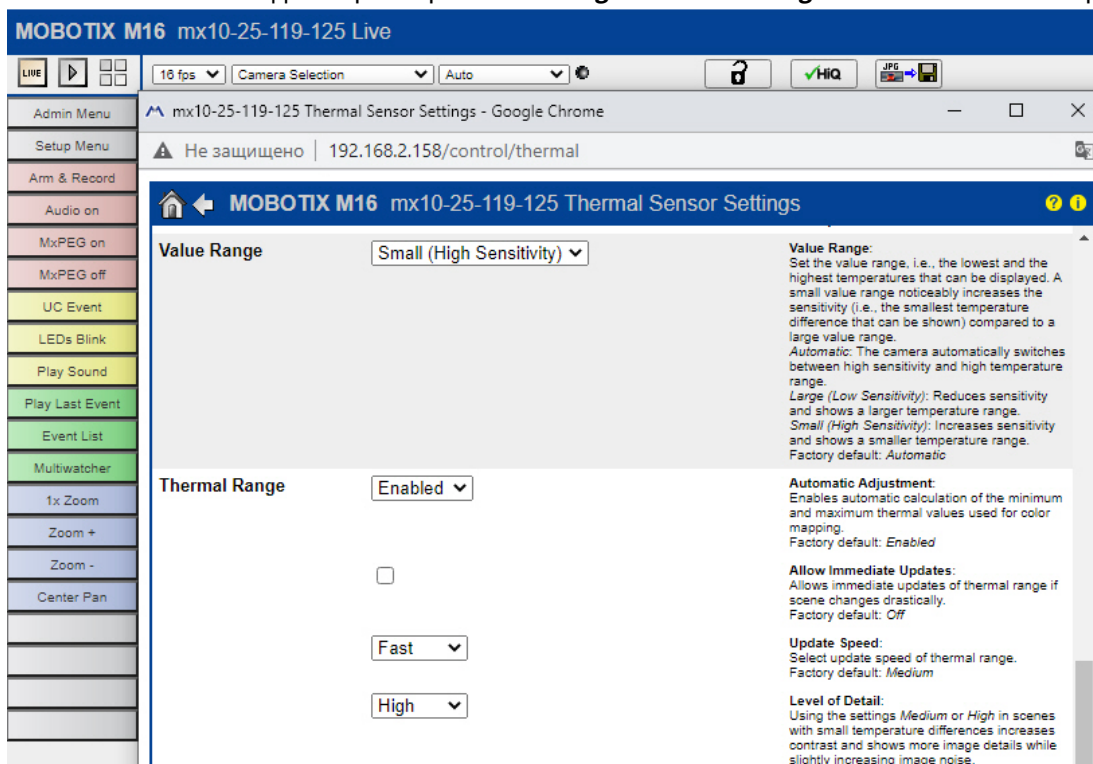 MOBOTIX M16 mx10-25-119-125 Live
LIVE
16 fps
Camera Selection
Auto
HiQ
JPG
Admin Menu
Setup Menu
Arm & Record
Audio on
MxPEG on
MxPEG off
UC Event
LEDs Blink
Play Sound
Play Last Event
Event List
Multiwatcher
1x Zoom
Zoom +
Zoom -
Center Pan
mx10-25-119-125 Thermal Sensor Settings - Google Chrome
Не защищено | 192.168.2.158/control/thermal
MOBOTIX M16 mx10-25-119-125 Thermal Sensor Settings
Value Range
Small (High Sensitivity)
Value Range:
Set the value range, i.e., the lowest and the
highest temperatures that can be displayed. A
small value range noticeably increases the
sensitivity (i.e., the smallest temperature
difference that can be shown) compared to a
large value range.
Automatic: The camera automatically switches
between high sensitivity and high temperature
range.
Large (Low Sensitivity): Reduces sensitivity
and shows a larger temperature range.
Small (High Sensitivity): Increases sensitivity
and shows a smaller temperature range.
Factory default: Automatic
Thermal Range
Enabled
Automatic Adjustment:
Enables automatic calculation of the minimum
and maximum thermal values used for color
mapping.
Factory default: Enabled
Allow Immediate Updates:
Allows immediate updates of thermal range if
scene changes drastically.
Factory default: Off
Fast
Update Speed:
Select update speed of thermal range.
Factory default: Medium
High
Level of Detail:
Using the settings Medium or High in scenes
with small temperature differences increases
contrast and shows more image details while
slightly increasing image noise.